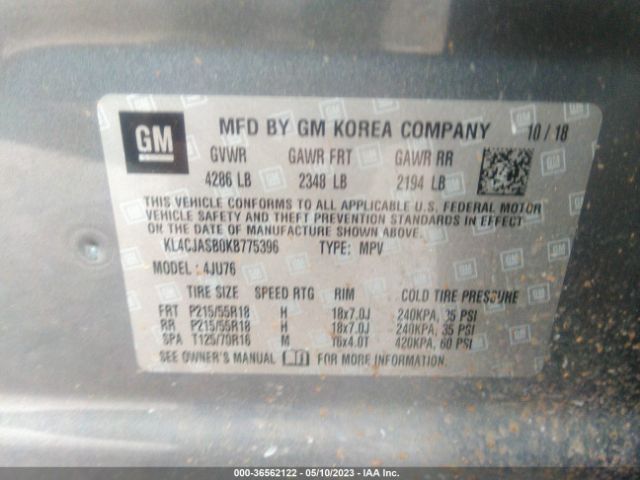 GM MFD BY GM KOREA COMPANY 10/18
GVWR GAWR FRT GAWR RR
4286 LB 2348 LB 2194 LB
THIS VEHICLE CONFORMS TO ALL APPLICABLE U.S. FEDERAL MOTOR
VEHICLE SAFETY AND THEFT PREVENTION STANDARDS IN EFFECT
ON THE DATE OF MANUFACTURE SHOWN ABOVE.
KL4CJASB0KB775396 TYPE: MPV
MODEL: 4JU76
TIRE SIZE SPEED RTG RIM COLD TIRE PRESSURE
FRT P215/55R18 H 18x7.0J 240KPA, 35 PSI
RR P215/55R18 H 18x7.0J 240KPA, 35 PSI
SPA T125/70R16 M 16x4.0T 420KPA, 60 PSI
SEE OWNER'S MANUAL FOR MORE INFORMATION.
000-36562122 — 05/10/2023 — IAA Inc.